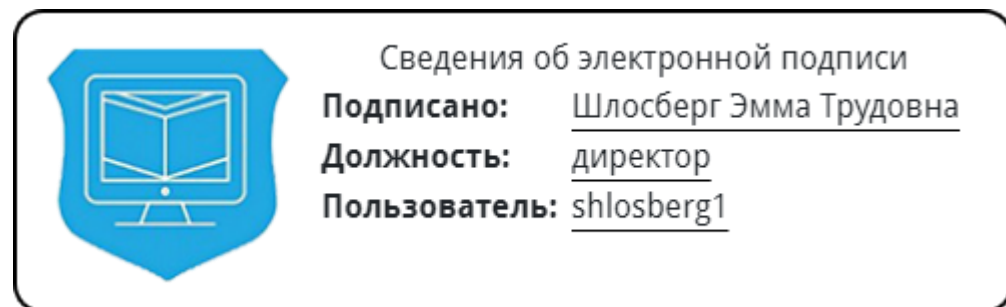 Сведения об электронной подписи
Подписано: Шлосберг Эмма Трудовна
Должность: директор
Пользователь: shlosberg1